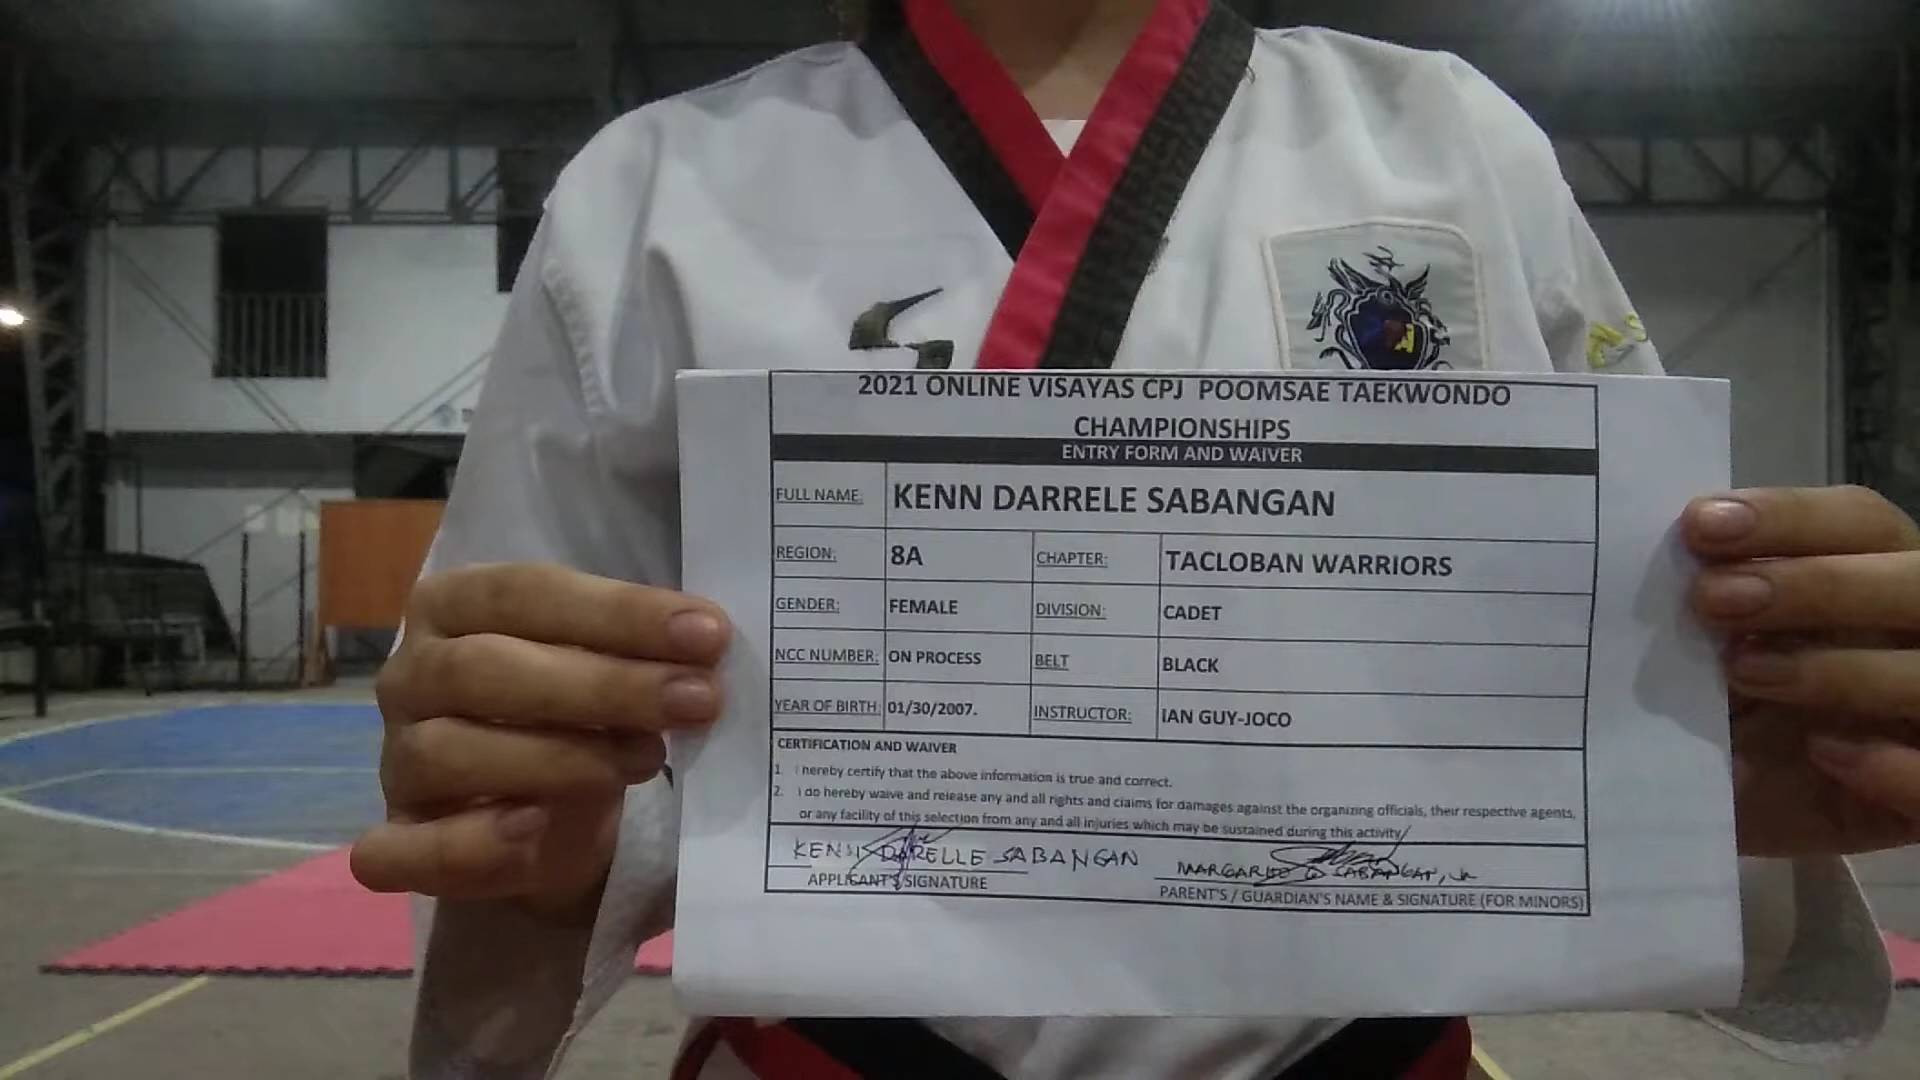 2021 ONLINE VISAYAS CPJ POOMSAE TAEKWONDO
CHAMPIONSHIPS
ENTRY FORM AND WAIVER
FULL NAME: KENN DARRELE SABANGAN
REGION: 8A CHAPTER: TACLOBAN WARRIORS
GENDER: FEMALE DIVISION: CADET
NCC NUMBER: ON PROCESS BELT BLACK
YEAR OF BIRTH: 01/30/2007. INSTRUCTOR: IAN GUY-JOCO
CERTIFICATION AND WAIVER
1. I hereby certify that the above information is true and correct.
2. I do hereby waive and release any and all rights and claims for damages against the organizing officials, their respective agents,
or any facility of this selection from any and all injuries which may be sustained during this activity
DARELLE SABANGAN SABANGAN, JR
APPLICANT'S SIGNATURE PARENT'S / GUARDIAN'S NAME & SIGNATURE (FOR MINORS)